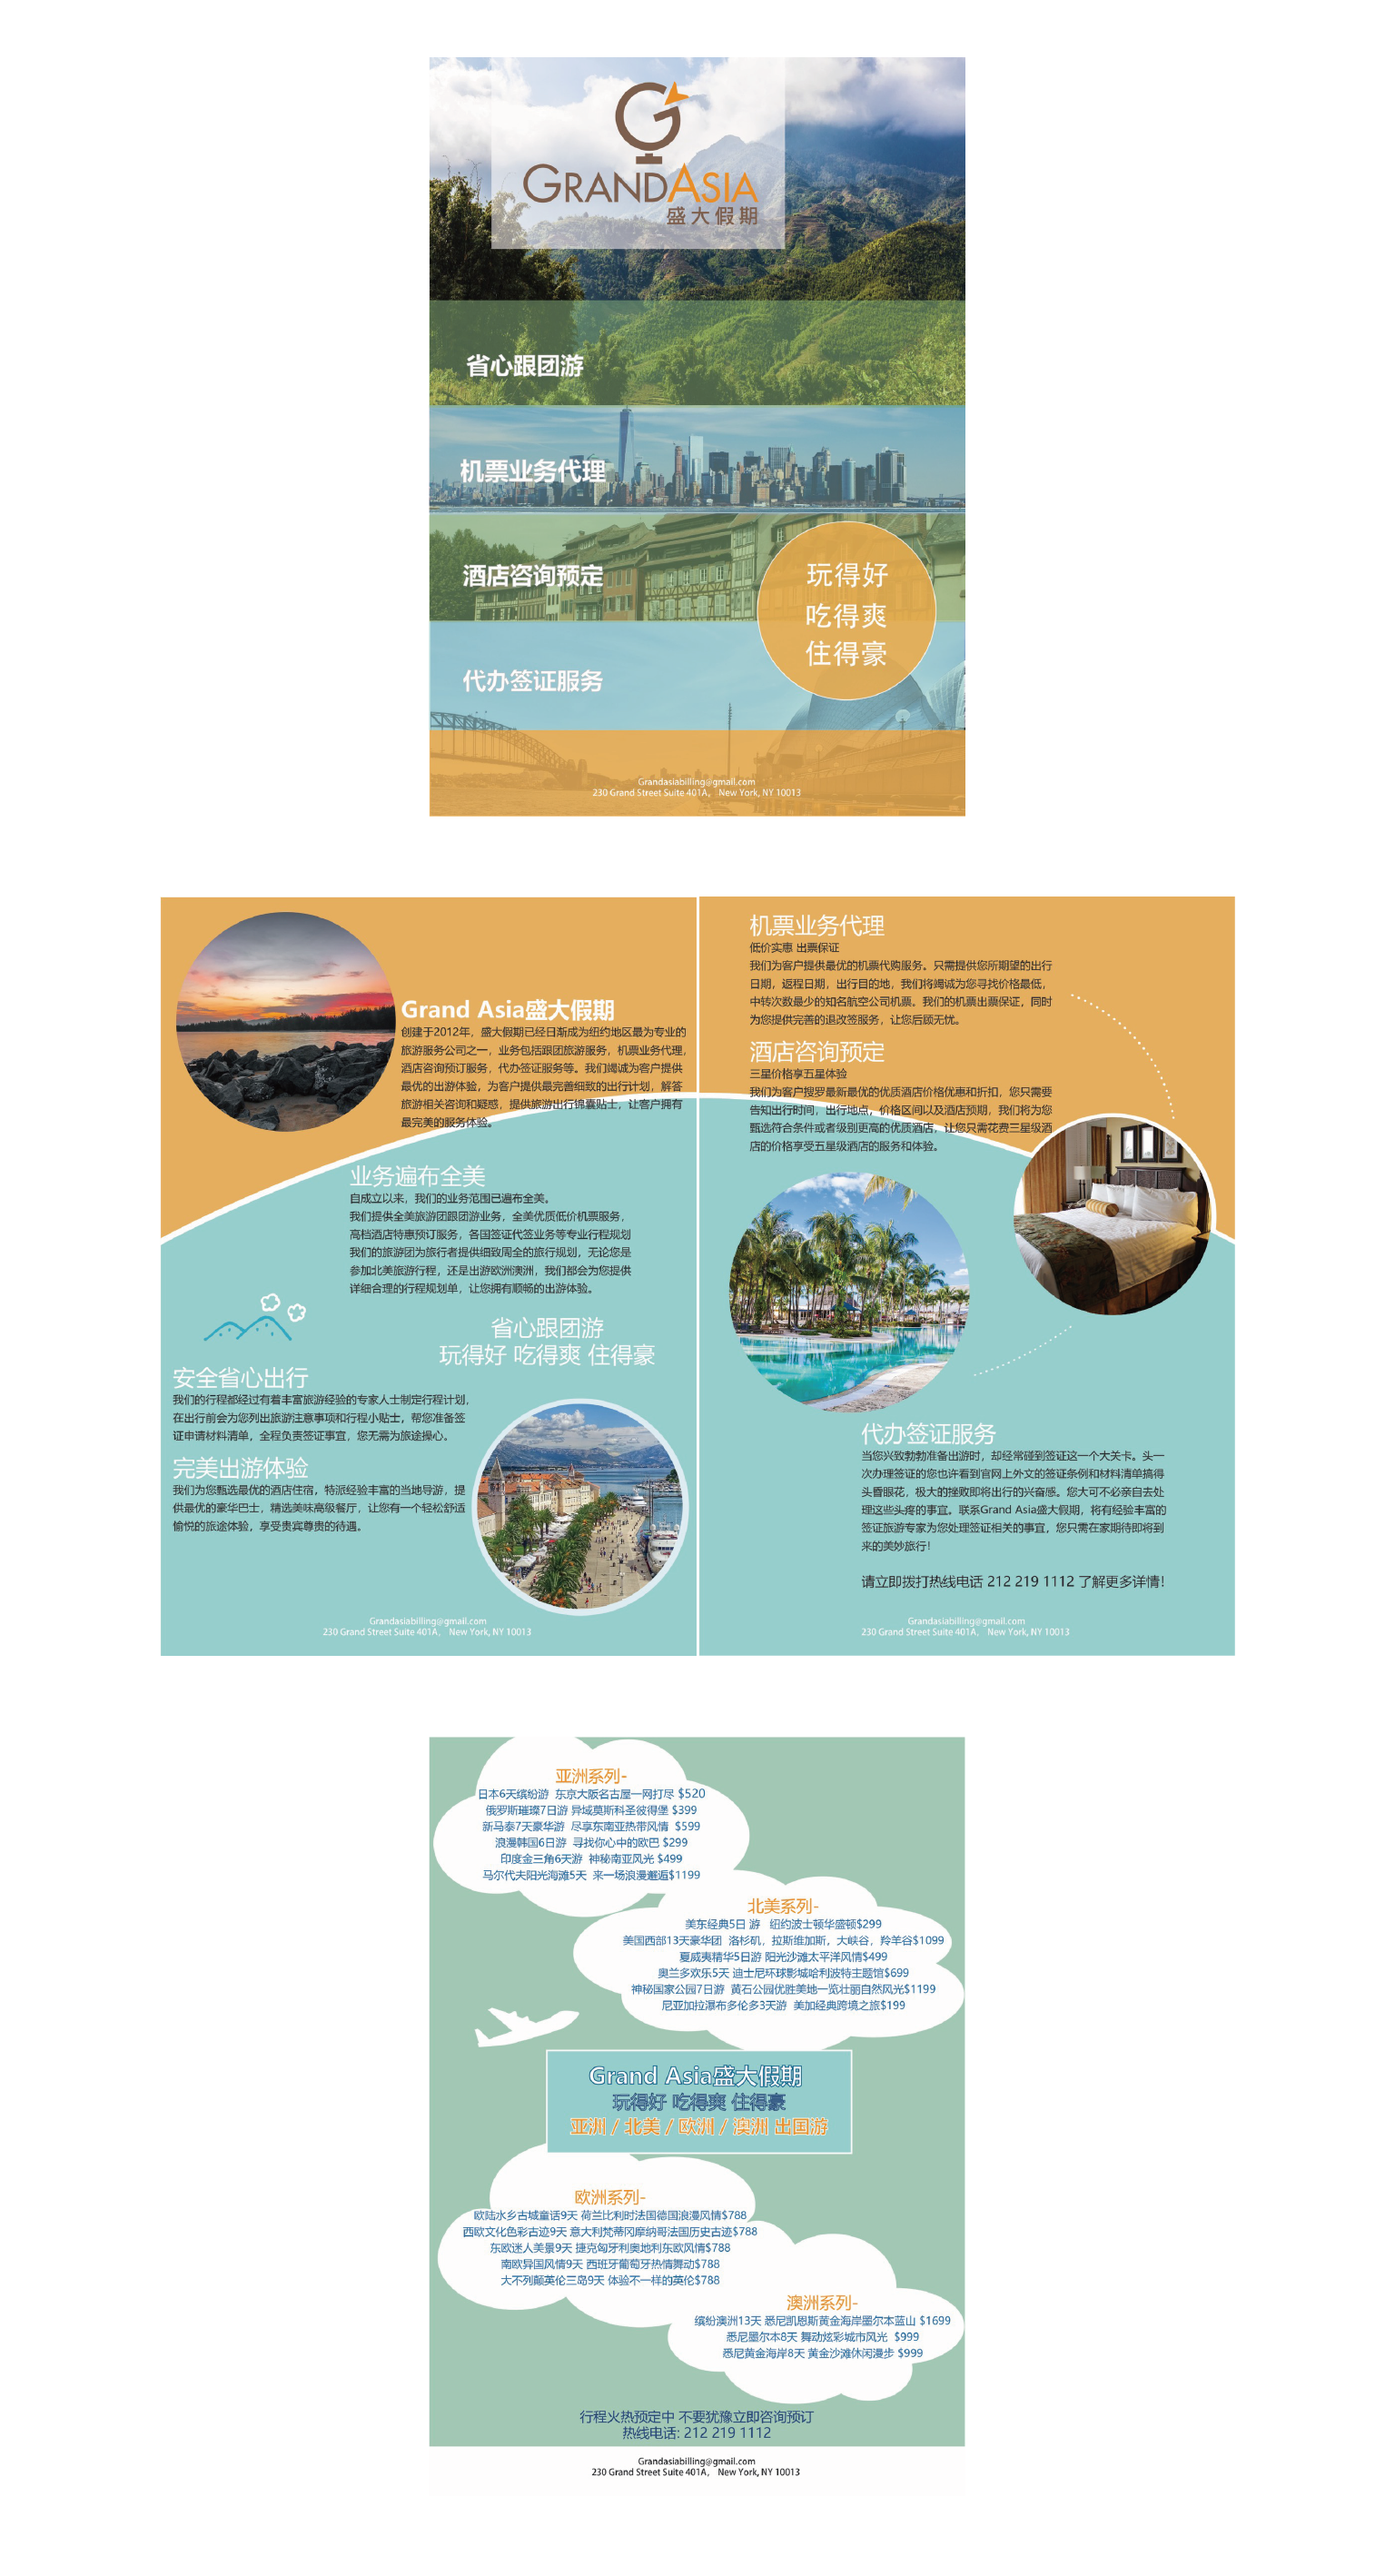 GRANDASIA
盛大假期
省心跟团游
机票业务代理
酒店咨询预定
代办签证服务
玩得好
吃得爽
住得豪
Grandasiabilling@gmail.com
230 Grand Street Suite 401A, New York, NY 10013
Grand Asia盛大假期
创建于2012年，盛大假期已经日渐成为纽约地区最为专业的
旅游服务公司之一，业务包括跟团旅游服务，机票业务代理，
酒店咨询预订服务，代办签证服务等。我们竭诚为客户提供
最优的出游体验，为客户提供最完善细致的出行计划，解答
旅游相关咨询和疑惑，提供旅游出行锦囊贴士，让客户拥有
最完美的服务体验。
业务遍布全美
自成立以来，我们的业务范围已遍布全美。
我们提供全美旅游团跟团游业务，全美优质低价机票服务，
高档酒店特惠预订服务，各国签证代签业务等专业行程规划
我们的旅游团为旅行者提供细致周全的旅行规划，无论您是
参加北美旅游行程，还是出游欧洲澳洲，我们都会为您提供
详细合理的行程规划单，让您拥有顺畅的出游体验。
省心跟团游
玩得好 吃得爽 住得豪
安全省心出行
我们的行程都经过有着丰富旅游经验的专家人士制定行程计划，
在出行前会为您列出旅游注意事项和行程小贴士，帮您准备签
证申请材料清单，全程负责签证事宜，您无需为旅途操心。
完美出游体验
我们为您甄选最优的酒店住宿，特派经验丰富的当地导游，提
供最优的豪华巴士，精选美味高级餐厅，让您有一个轻松舒适
愉悦的旅途体验，享受贵宾尊贵的待遇。
Grandasiabilling@gmail.com
230 Grand Street Suite 401A, New York, NY 10013
机票业务代理
低价实惠 出票保证
我们为客户提供最优的机票代购服务。只需提供您所期望的出行
日期，返程日期，出行目的地，我们将竭诚为您寻找价格最低，
中转次数最少的知名航空公司机票。我们的机票出票保证，同时
为您提供完善的退改签服务，让您后顾无忧。
酒店咨询预定
三星价格享五星体验
我们为客户搜罗最新最优的优质酒店价格优惠和折扣，您只需要
告知出行时间，出行地点，价格区间以及酒店预期，我们将为您
甄选符合条件或者级别更高的优质酒店，让您只需花费三星级酒
店的价格享受五星级酒店的服务和体验。
代办签证服务
当您兴致勃勃准备出游时，却经常碰到签证这一个大关卡。头一
次办理签证的您也许看到官网上外文的签证条例和材料清单搞得
头昏眼花，极大的挫败即将出行的兴奋感。您大可不必亲自去处
理这些头疼的事宜。联系Grand Asia盛大假期，将有经验丰富的
签证旅游专家为您处理签证相关的事宜，您只需在家期待即将到
来的美妙旅行！
请立即拨打热线电话 212 219 1112 了解更多详情!
Grandasiabilling@gmail.com
230 Grand Street Suite 401A, New York, NY 10013
亚洲系列-
日本6天缤纷游 东京大阪名古屋一网打尽 $520
俄罗斯璀璨7日游 异域莫斯科圣彼得堡 $399
新马泰7天豪华游 尽享东南亚热带风情 $599
浪漫韩国6日游 寻找你心中的欧巴 $299
印度金三角6天游 神秘南亚风光 $499
马尔代夫阳光海滩5天 来一场浪漫邂逅$1199
北美系列-
美东经典5日 游 纽约波士顿华盛顿$299
美国西部13天豪华团 洛杉矶，拉斯维加斯，大峡谷，羚羊谷$1099
夏威夷精华5日游 阳光沙滩太平洋风情$499
奥兰多欢乐5天 迪士尼环球影城哈利波特主题馆$699
神秘国家公园7日游 黄石公园优胜美地一览壮丽自然风光$1199
尼亚加拉瀑布多伦多3天游 美加经典跨境之旅$199
Grand Asia盛大假期
玩得好 吃得爽 住得豪
亚洲 / 北美 / 欧洲 / 澳洲 出国游
欧洲系列-
欧陆水乡古城童话9天 荷兰比利时法国德国浪漫风情$788
西欧文化色彩古迹9天 意大利梵蒂冈摩纳哥法国历史古迹$788
东欧迷人美景9天 捷克匈牙利奥地利东欧风情$788
南欧异国风情9天 西班牙葡萄牙热情舞动$788
大不列颠英伦三岛9天 体验不一样的英伦$788
澳洲系列-
缤纷澳洲13天 悉尼凯恩斯黄金海岸墨尔本蓝山 $1699
悉尼墨尔本8天 舞动炫彩城市风光 $999
悉尼黄金海岸8天 黄金沙滩休闲漫步 $999
行程火热预定中 不要犹豫立即咨询预订
热线电话: 212 219 1112
Grandasiabilling@gmail.com
230 Grand Street Suite 401A, New York, NY 10013